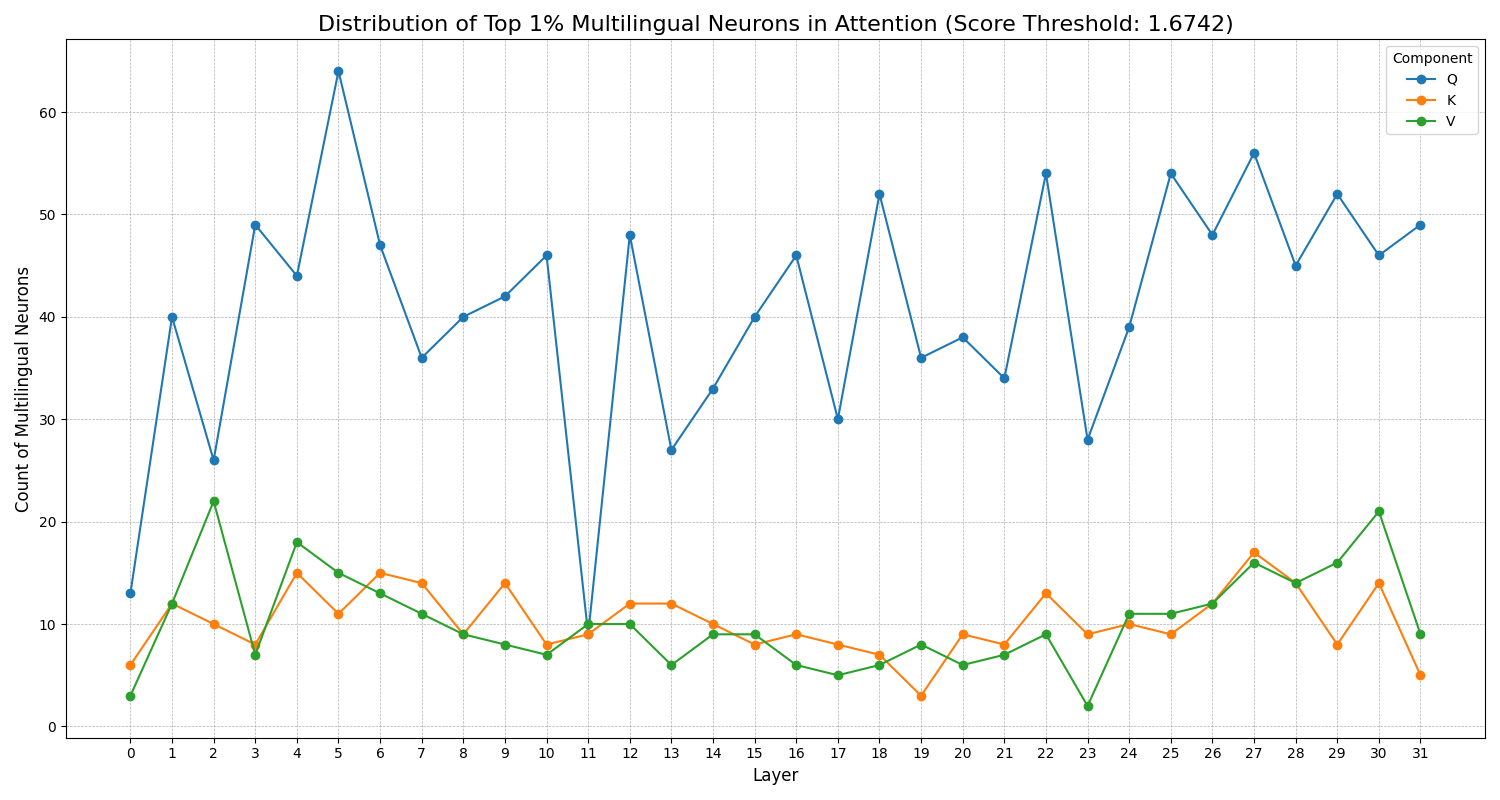 Distribution of Top 1% Multilingual Neurons in Attention (Score Threshold: 1.6742)
Component
Q
K
V
Count of Multilingual Neurons
60
50
40
30
20
10
0
0 1 2 3 4 5 6 7 8 9 10 11 12 13 14 15 16 17 18 19 20 21 22 23 24 25 26 27 28 29 30 31
Layer